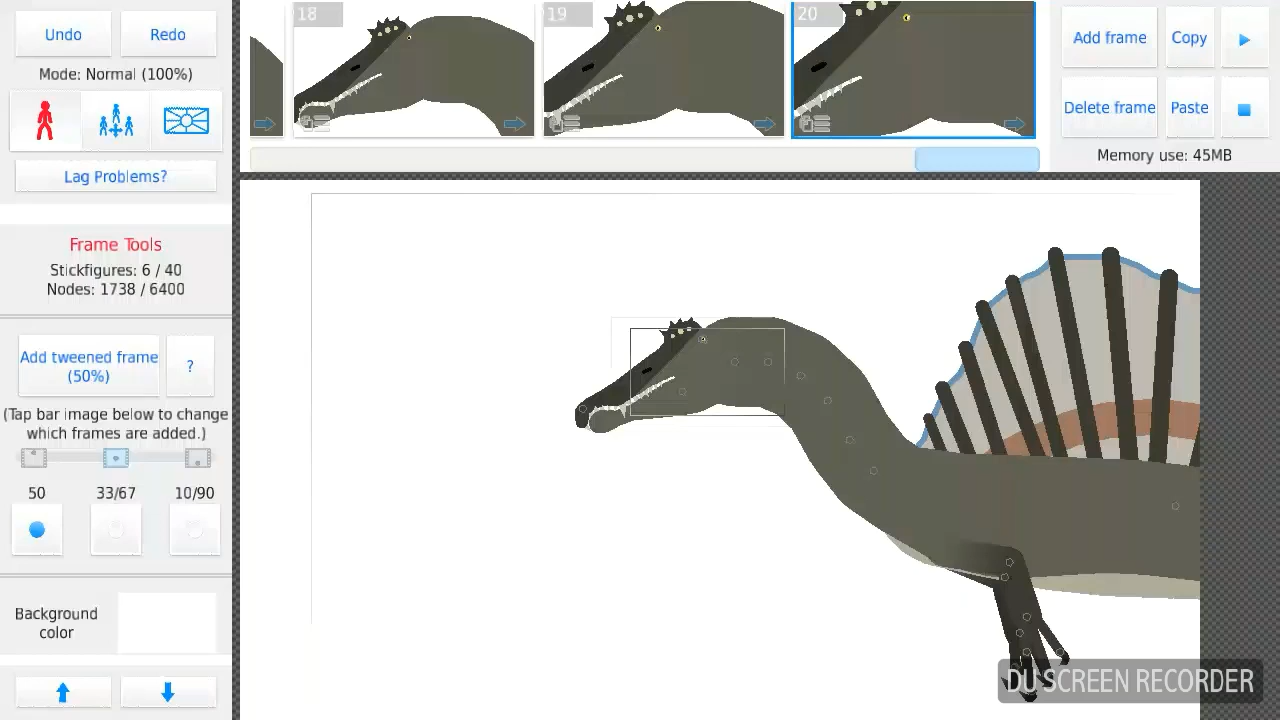 Undo
Redo
Mode: Normal (100%)
Lag Problems?
Frame Tools
Stickfigures: 6 / 40
Nodes: 1738 / 6400
Add tweened frame
(50%)
?
(Tap bar image below to change
which frames are added.)
50
33/67
10/90
Background
color
18
19
20
Add frame
Copy
Delete frame
Paste
Memory use: 45MB
DU SCREEN RECORDER